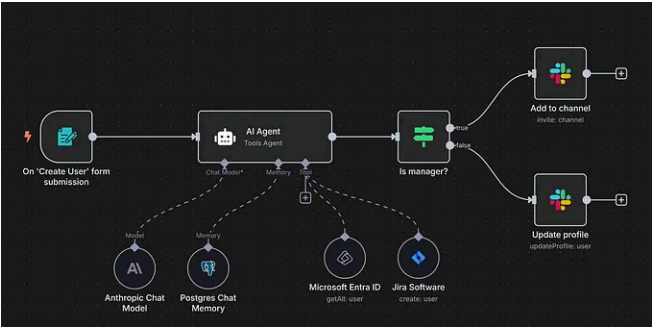 On 'Create User' form
submission
AI Agent
Tools Agent
Chat Model*
Memory
Tool
Is manager?
true
false
Add to channel
invite: channel
Update profile
updateProfile: user
Model
Memory
Anthropic Chat
Model
Postgres Chat
Memory
Microsoft Entra ID
getAll: user
Jira Software
create: user